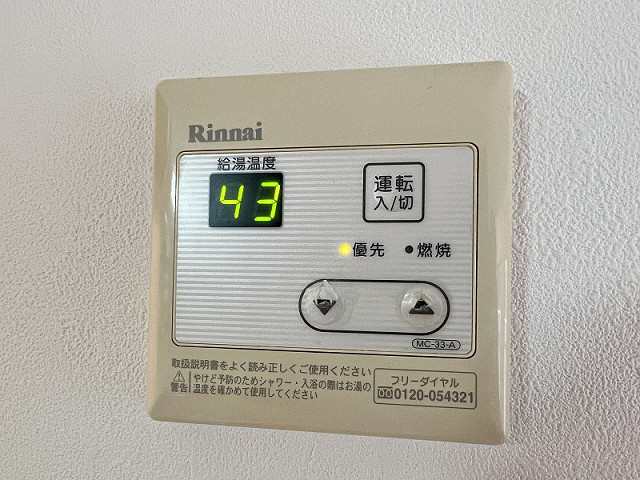 Rinnai
給湯温度
43
運転
入/切
優先 燃焼
MC-33-A
取扱説明書をよく読み正しくご使用ください
警告 やけど予防のためシャワー・入浴の際はお湯の
温度を確かめて使用してください
フリーダイヤル
0120-054321